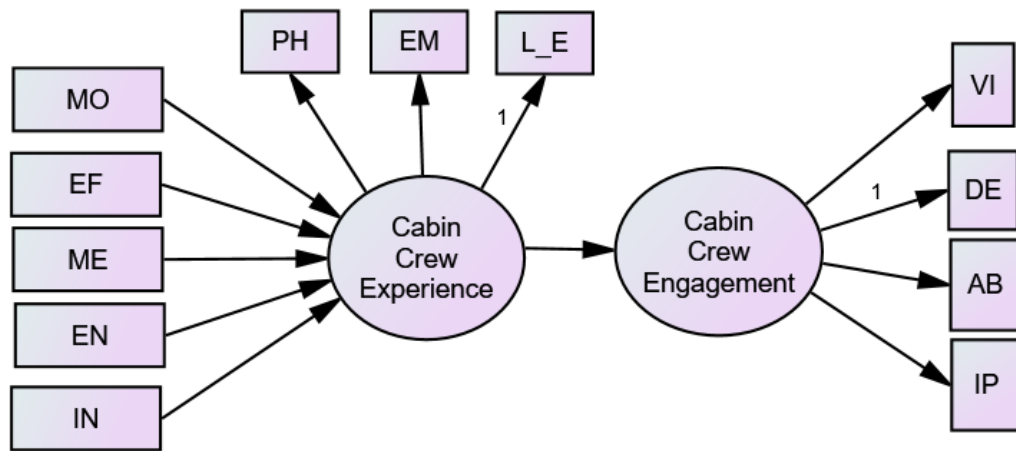 PH
EM
L_E
MO
EF
ME
EN
IN
1
Cabin
Crew
Experience
Cabin
Crew
Engagement
1
VI
DE
AB
IP